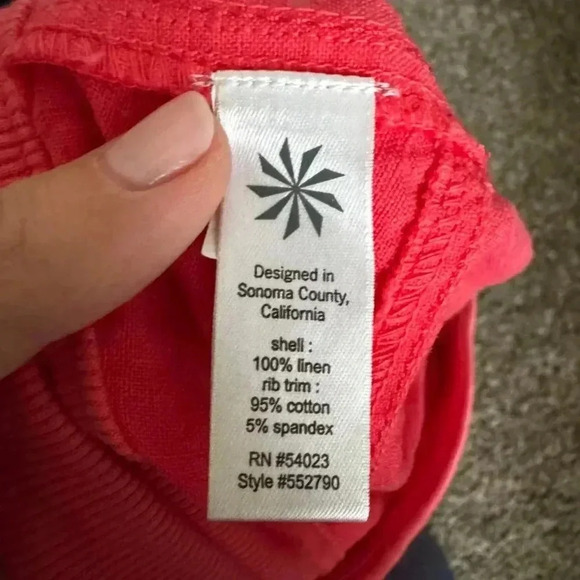 Designed in
Sonoma County,
California
shell :
100% linen
rib trim :
95% cotton
5% spandex
RN #54023
Style #552790